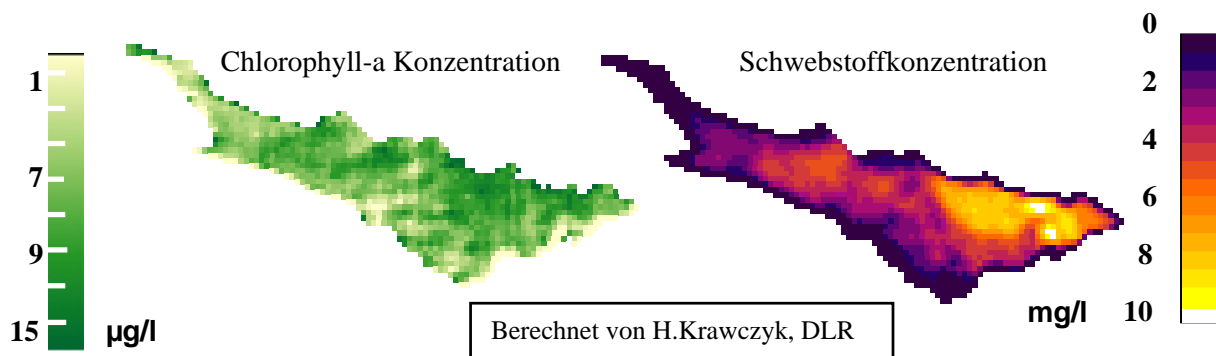 Chlorophyll-a Konzentration
1
7
9
15
µg/l
Schwebstoffkonzentration
0
2
4
6
8
10
mg/l
Berechnet von H.Krawczyk, DLR